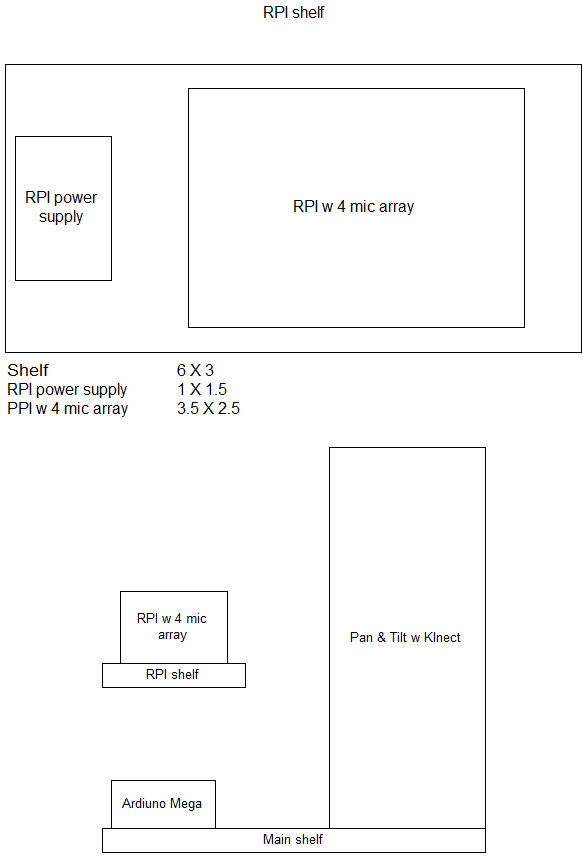 RPI shelf
RPI power
supply
RPI w 4 mic array
Shelf 6 X 3
RPI power supply 1 X 1.5
PPI w 4 mic array 3.5 X 2.5
RPI w 4 mic
array
RPI shelf
Pan & Tilt w KInect
Ardiuno Mega
Main shelf